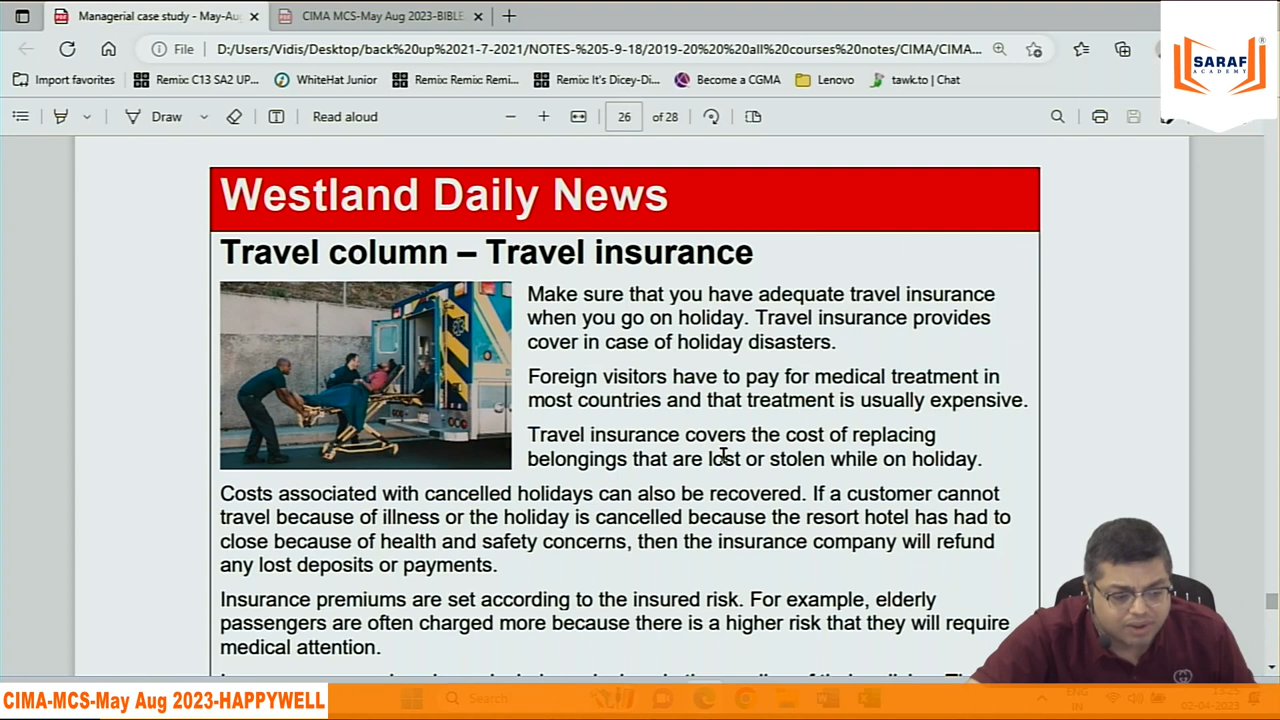 Managerial case study - May-Au
CIMA MCS-May Aug 2023-BIBLE
File
D:/Users/Vidis/Desktop/back%20up%2021-7-2021/NOTES-%205-9-18/2019-20%20%20all%20courses%20notes/CIMA/CIMA...
SARAF
ACADEMY
Import favorites
Remix: C13 SA2 UP...
WhiteHat Junior
Remix: Remix: Remi...
Remix: It's Dicey-Di...
Become a CGMA
Lenovo
tawk.to | Chat
Draw
Read aloud
26
of 28
Westland Daily News
Travel column – Travel insurance
Make sure that you have adequate travel insurance
when you go on holiday. Travel insurance provides
cover in case of holiday disasters.
Foreign visitors have to pay for medical treatment in
most countries and that treatment is usually expensive.
Travel insurance covers the cost of replacing
belongings that are lost or stolen while on holiday.
Costs associated with cancelled holidays can also be recovered. If a customer cannot
travel because of illness or the holiday is cancelled because the resort hotel has had to
close because of health and safety concerns, then the insurance company will refund
any lost deposits or payments.
Insurance premiums are set according to the insured risk. For example, elderly
passengers are often charged more because there is a higher risk that they will require
medical attention.
CIMA-MCS-May Aug 2023-HAPPYWELL
Search
ENG
IN
13:25
02-04-2023